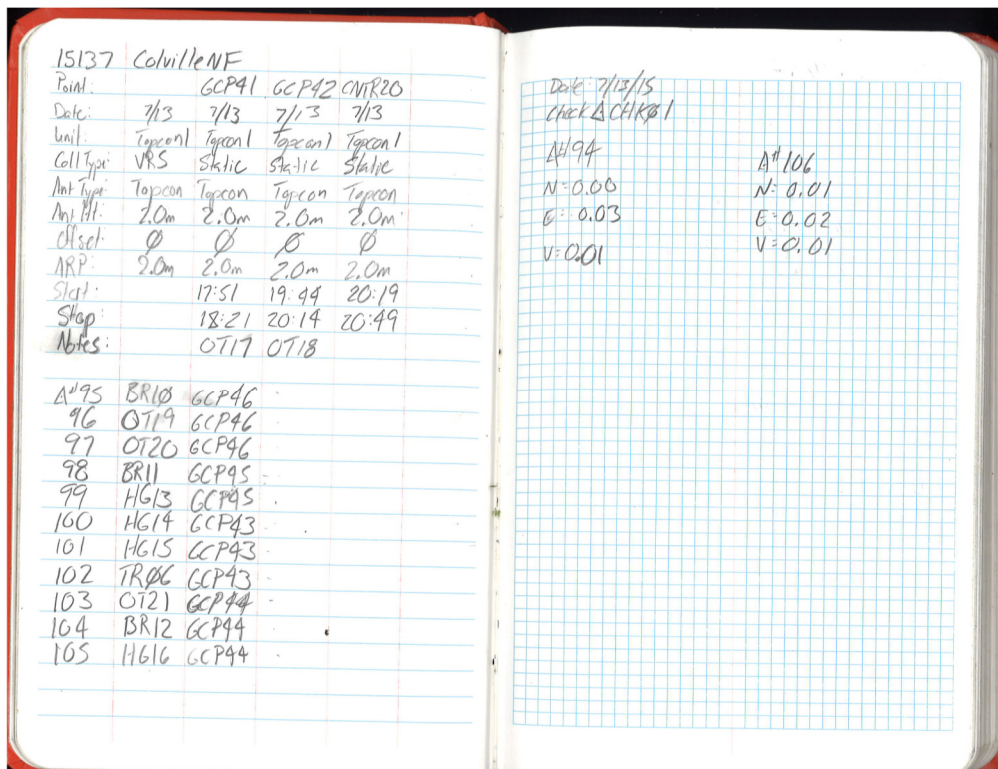 15137 Colville NF
Point: GCP41 GCP42 CNTR20
Date: 7/13 7/13 7/13 7/13
Unit: Topcon1 Topcon1 Topcon1 Topcon1
Coll Type: VRS Static Static Static
Ant Type: Topcon Topcon Topcon Topcon
Ant Ht: 2.0m 2.0m 2.0m 2.0m
Offset: Ø Ø Ø Ø
ARP: 2.0m 2.0m 2.0m 2.0m
Start: 17:51 19:44 20:19
Stop: 18:21 20:14 20:49
Notes: OT17 OT18
A#95 BR1Ø GCP46
96 OT19 GCP46
97 OT20 GCP46
98 BR11 GCP45
99 HG13 GCP45
100 HG14 GCP43
101 HG15 GCP43
102 TRØ6 GCP43
103 OT21 GCP44
104 BR12 GCP44
105 HG16 GCP44
Date: 7/13/15
Check Δ CHKØ1
A#94
N=0.00
E=0.03
V=0.01
A#106
N=0.01
E=0.02
V=0.01